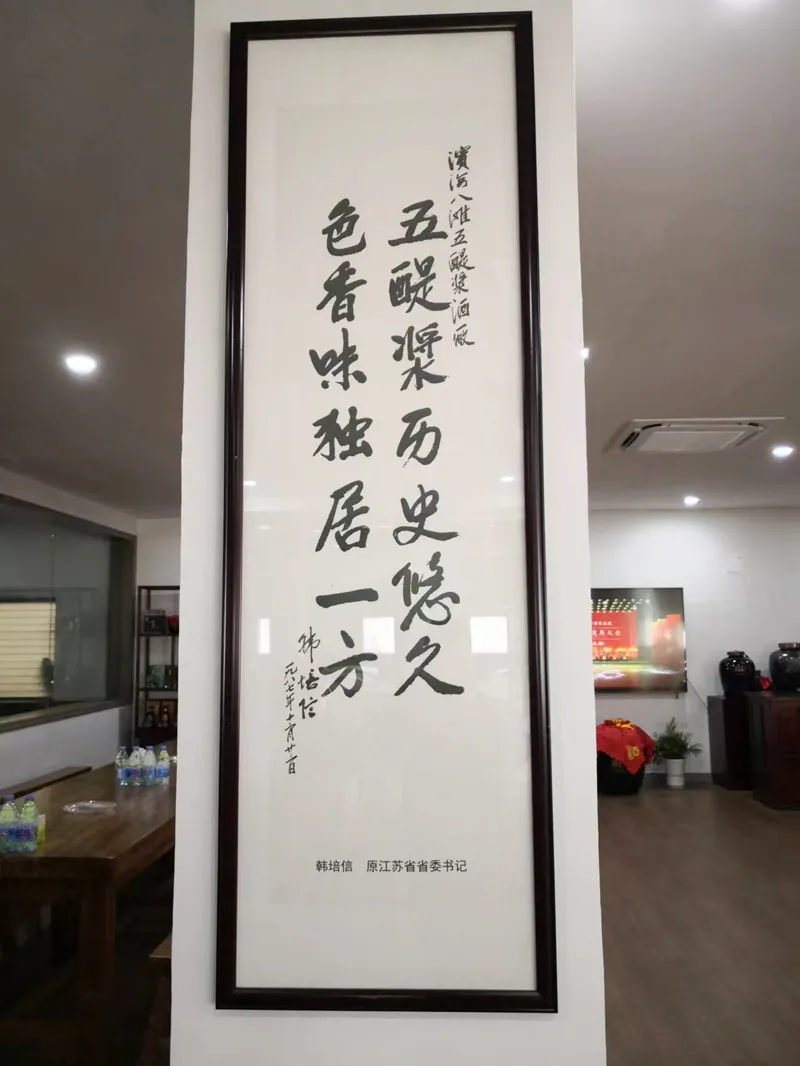 滨海八滩五醍浆酒厂
五醍浆历史悠久
色香味独居一方
韩培信
一九八七年十月廿日
韩培信 原江苏省省委书记